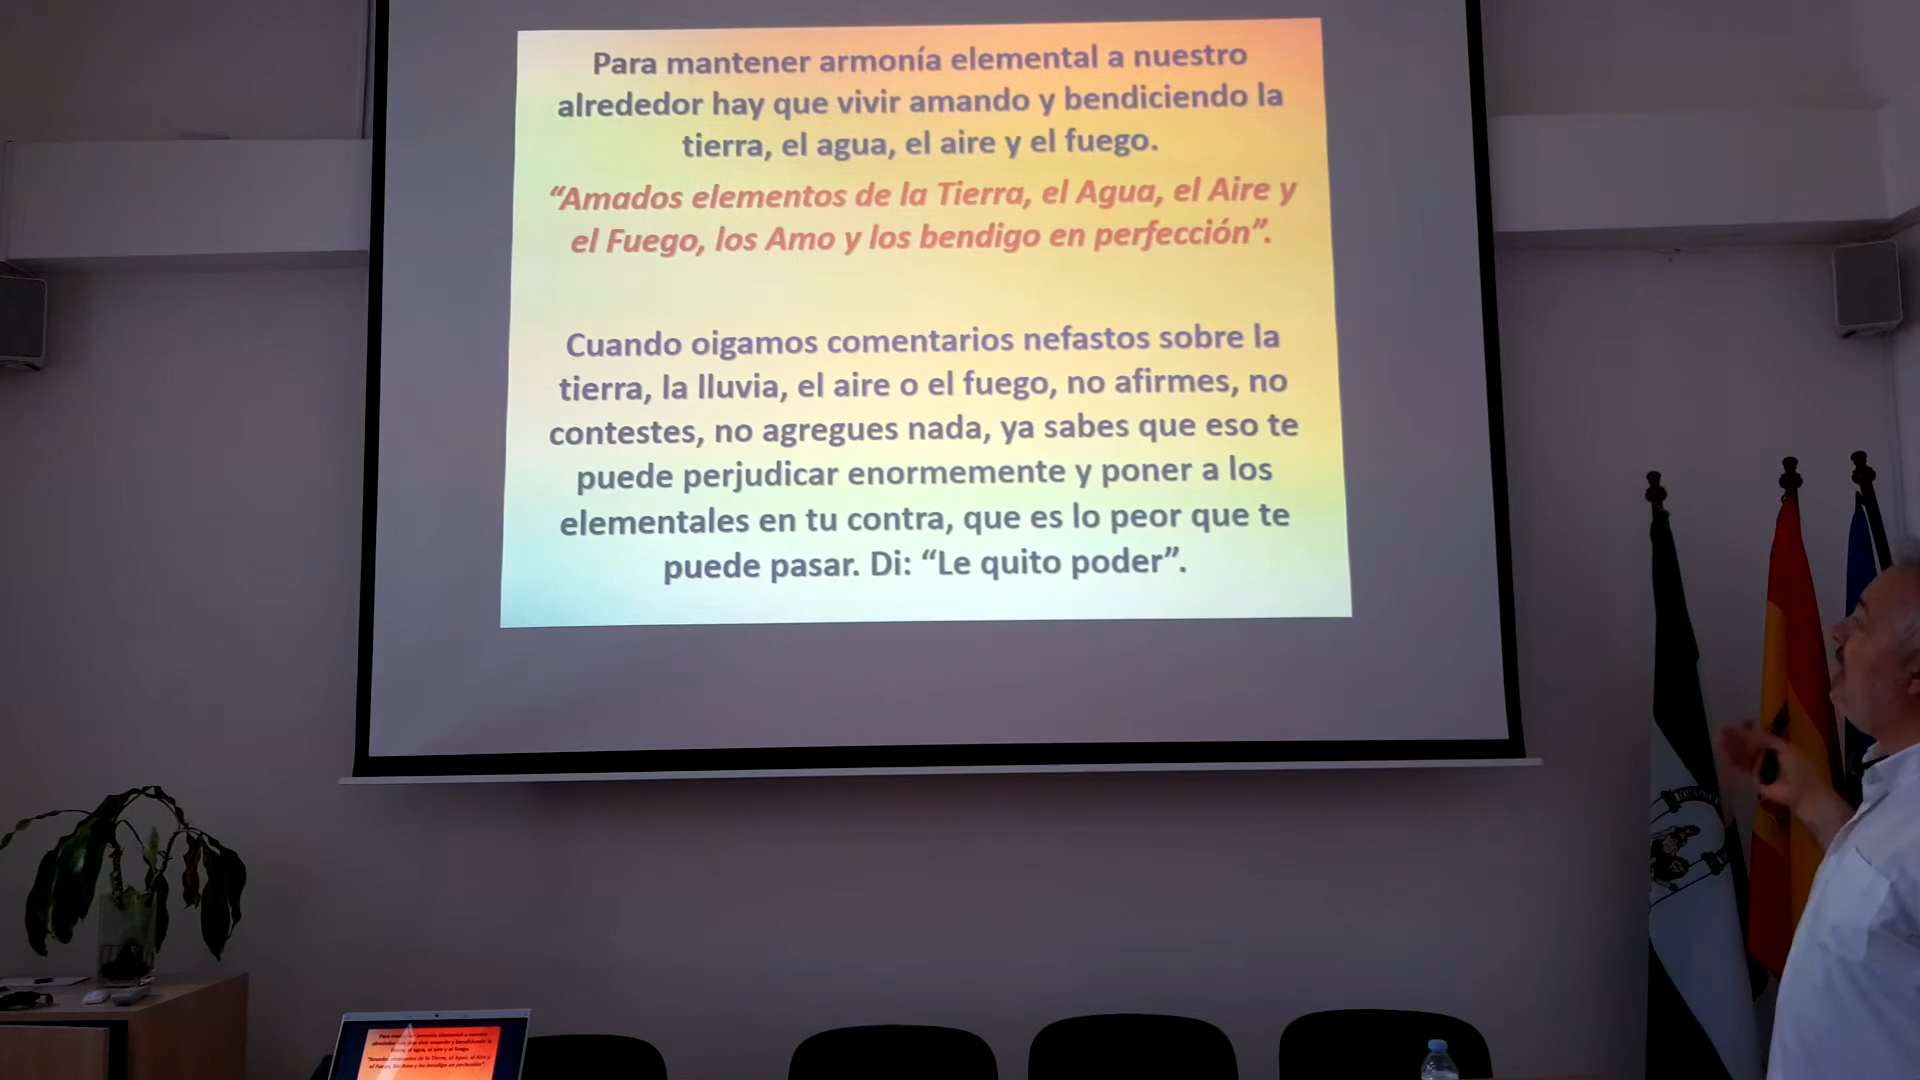 Para mantener armonía elemental a nuestro
alrededor hay que vivir amando y bendiciendo la
tierra, el agua, el aire y el fuego.
“Amados elementos de la Tierra, el Agua, el Aire y
el Fuego, los Amo y los bendigo en perfección”.
Cuando oigamos comentarios nefastos sobre la
tierra, la lluvia, el aire o el fuego, no afirmes, no
contestes, no agregues nada, ya sabes que eso te
puede perjudicar enormemente y poner a los
elementales en tu contra, que es lo peor que te
puede pasar. Di: “Le quito poder”.